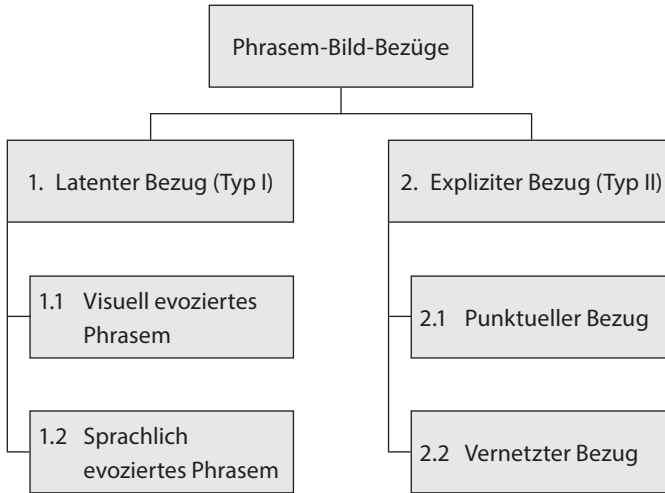 Phrasem-Bild-Bezüge
1. Latenter Bezug (Typ I)
2. Expliziter Bezug (Typ II)
1.1 Visuell evoziertes
Phrasem
2.1 Punktueller Bezug
1.2 Sprachlich
evoziertes Phrasem
2.2 Vernetzter Bezug